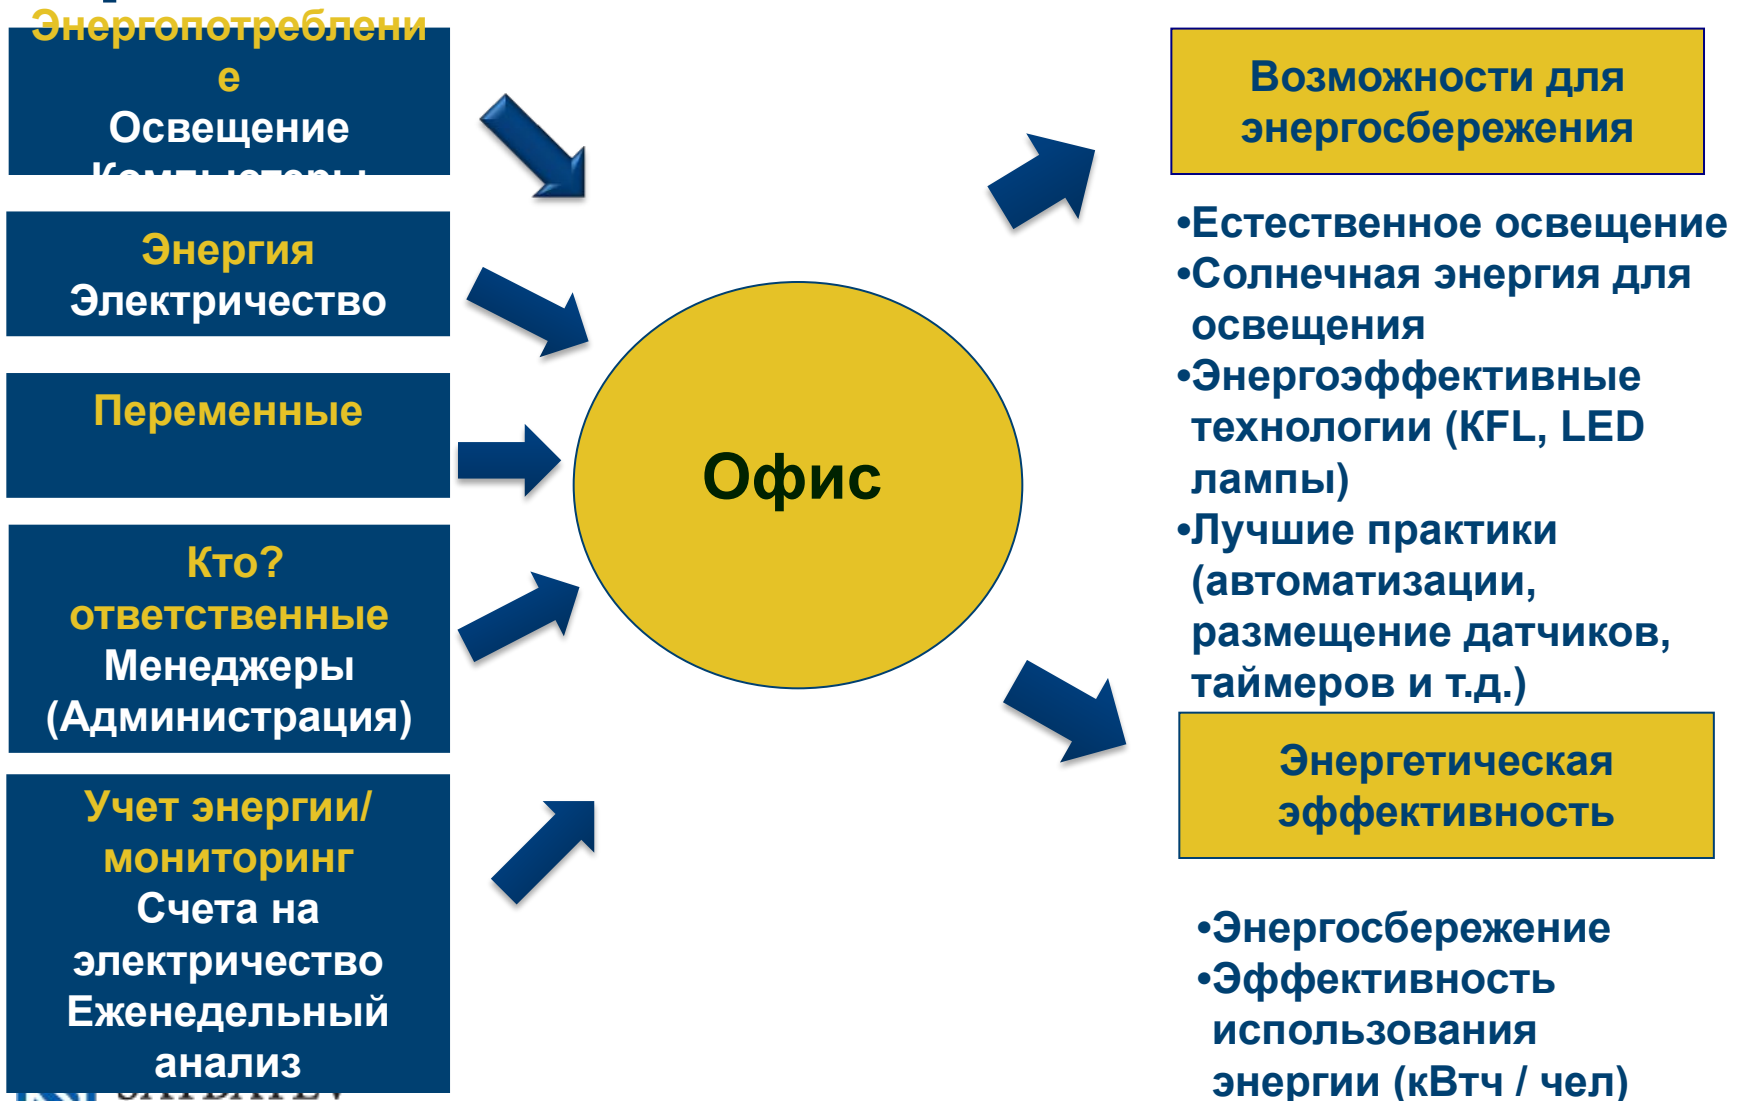 Энергопотреблени
е
Освещение
Компьютеры
Энергия
Электричество
Переменные
Кто?
ответственные
Менеджеры
(Администрация)
Учет энергии/
мониторинг
Счета на
электричество
Еженедельный
анализ
Офис
Возможности для
энергосбережения
•Естественное освещение
•Солнечная энергия для
освещения
•Энергоэффективные
технологии (KFL, LED
лампы)
•Лучшие практики
(автоматизации,
размещение датчиков,
таймеров и т.д.)
Энергетическая
эффективность
•Энергосбережение
•Эффективность
использования
энергии (кВтч / чел)